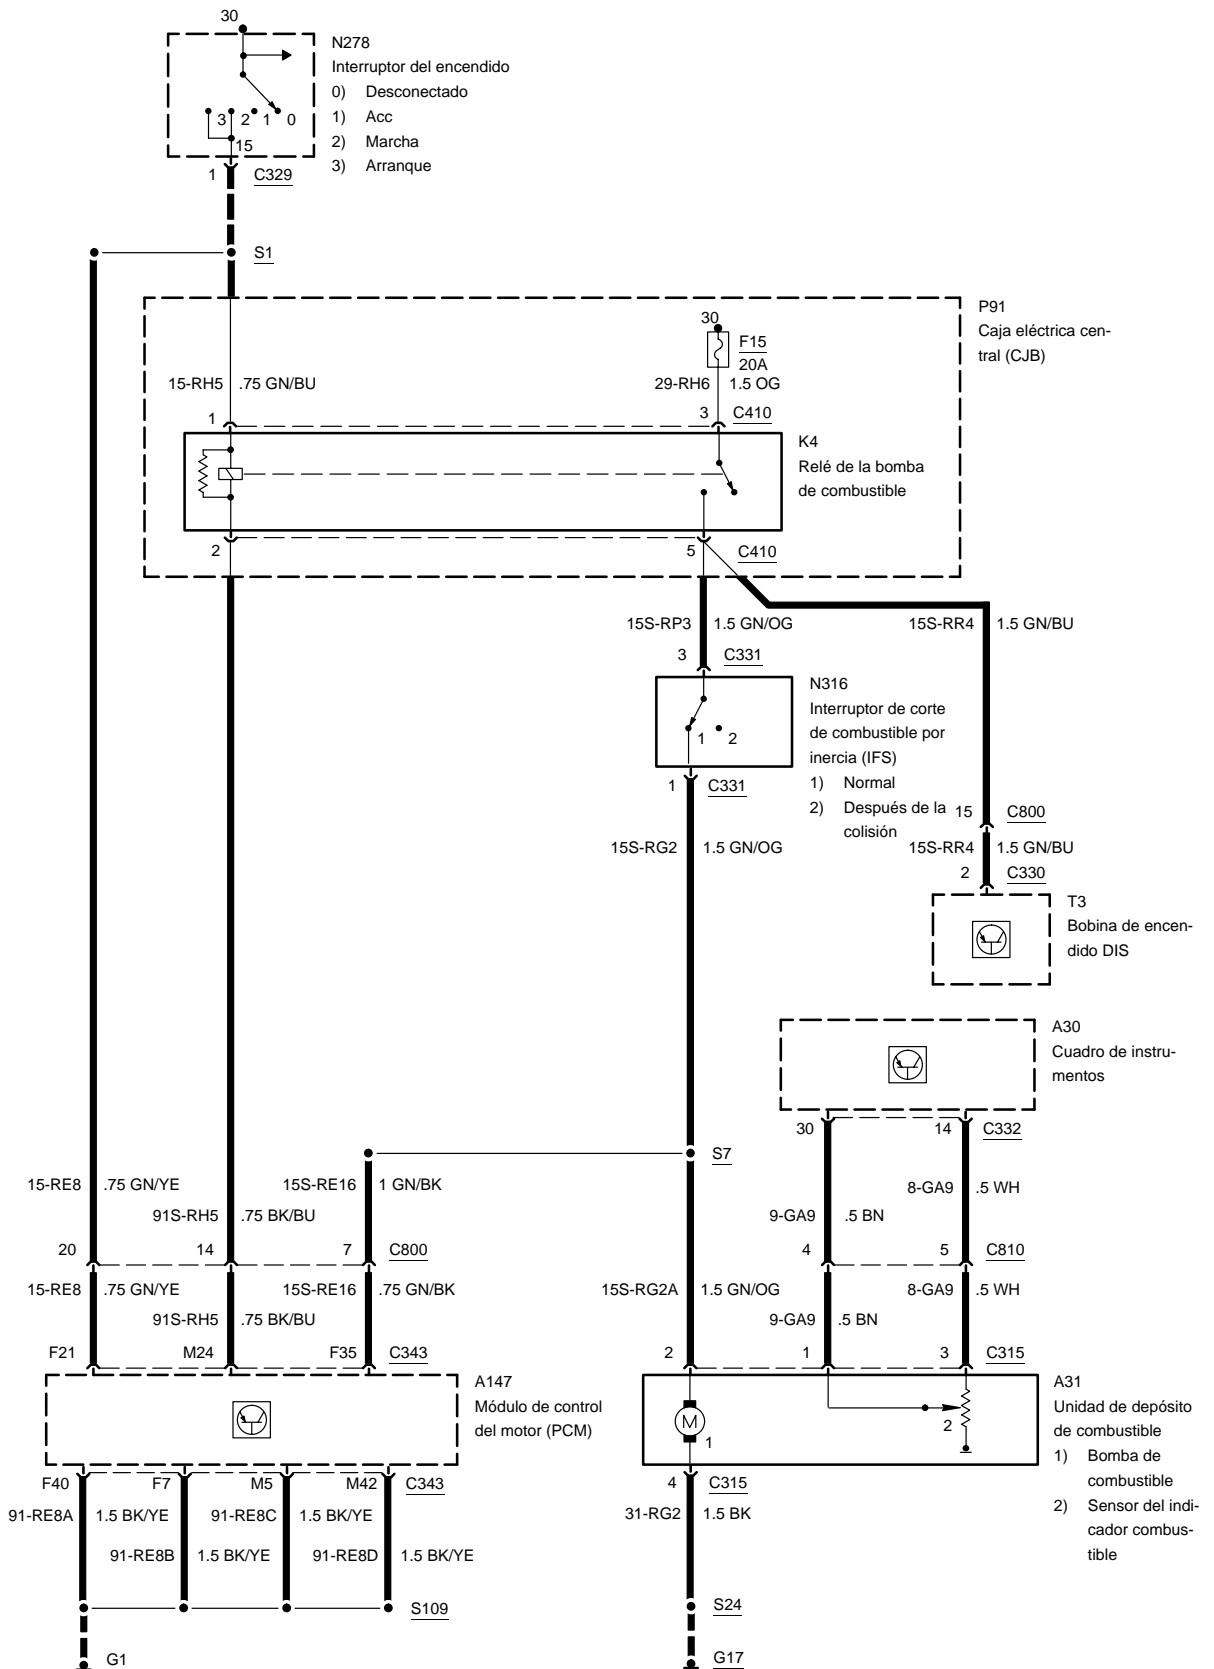 30
N278
Interruptor del encendido
0) Desconectado
1) Acc
2) Marcha
3) Arranque
3 2 1 0
15
1 C329
S1
P91
Caja eléctrica cen-
tral (CJB)
30
F15
20A
15-RH5 .75 GN/BU
29-RH6 1.5 OG
1
3 C410
K4
Relé de la bomba
de combustible
2
5 C410
15S-RP3 1.5 GN/OG
15S-RR4 1.5 GN/BU
3 C331
N316
Interruptor de corte
de combustible por
inercia (IFS)
1) Normal
2) Después de la
colisión
1 2
1 C331
15 C800
15S-RG2 1.5 GN/OG
15S-RR4 1.5 GN/BU
2 C330
T3
Bobina de encen-
dido DIS
A30
Cuadro de instru-
mentos
30 14 C332
S7
15-RE8 .75 GN/YE
15S-RE16 1 GN/BK
8-GA9 .5 WH
91S-RH5 .75 BK/BU
9-GA9 .5 BN
20 14 7 C800
4 5 C810
15-RE8 .75 GN/YE
15S-RE16 .75 GN/BK
15S-RG2A 1.5 GN/OG
8-GA9 .5 WH
91S-RH5 .75 BK/BU
9-GA9 .5 BN
F21 M24 F35 C343
2 1 3 C315
A147
Módulo de control
del motor (PCM)
A31
Unidad de depósito
de combustible
1) Bomba de
combustible
2) Sensor del indi-
cador combus-
tible
M
1
2
F40 F7 M5 M42 C343
4 C315
91-RE8A 1.5 BK/YE
91-RE8C 1.5 BK/YE
31-RG2 1.5 BK
91-RE8B 1.5 BK/YE
91-RE8D 1.5 BK/YE
S109
S24
G1
G17